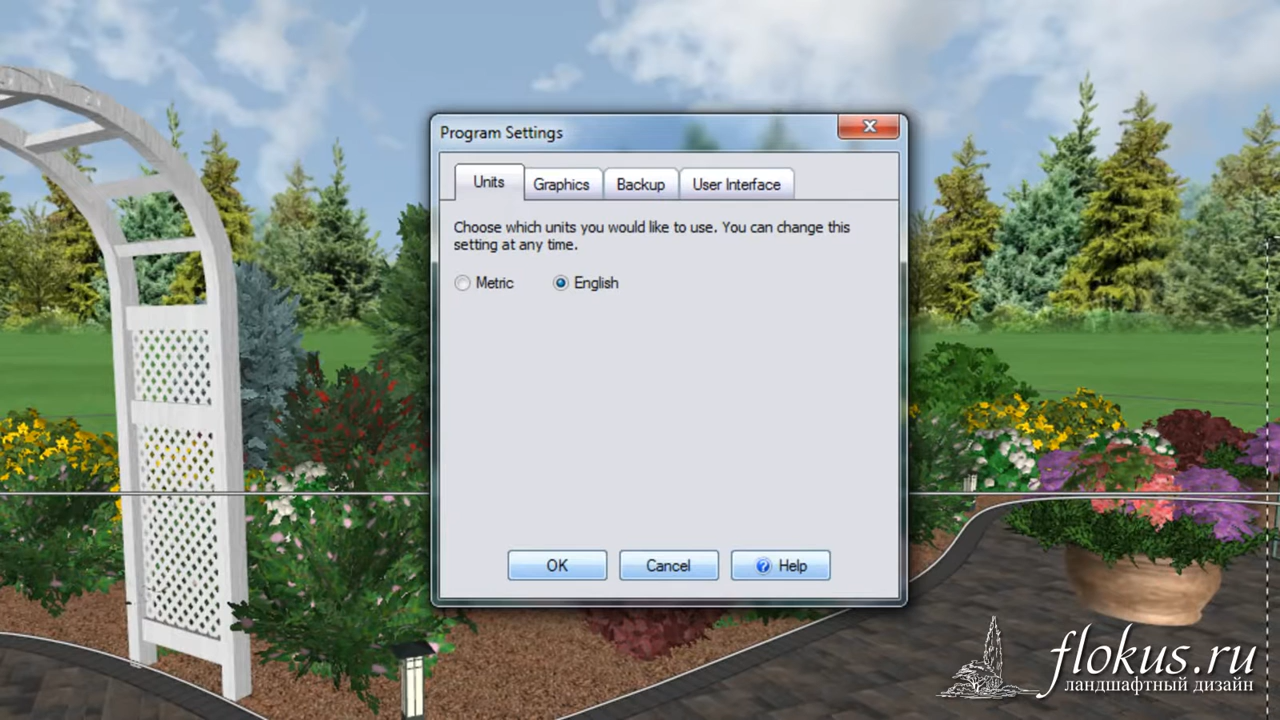 Program Settings
Units
Graphics
Backup
User Interface
Choose which units you would like to use. You can change this
setting at any time.
Metric
English
OK
Cancel
Help
flokus.ru
ландшафтный дизайн